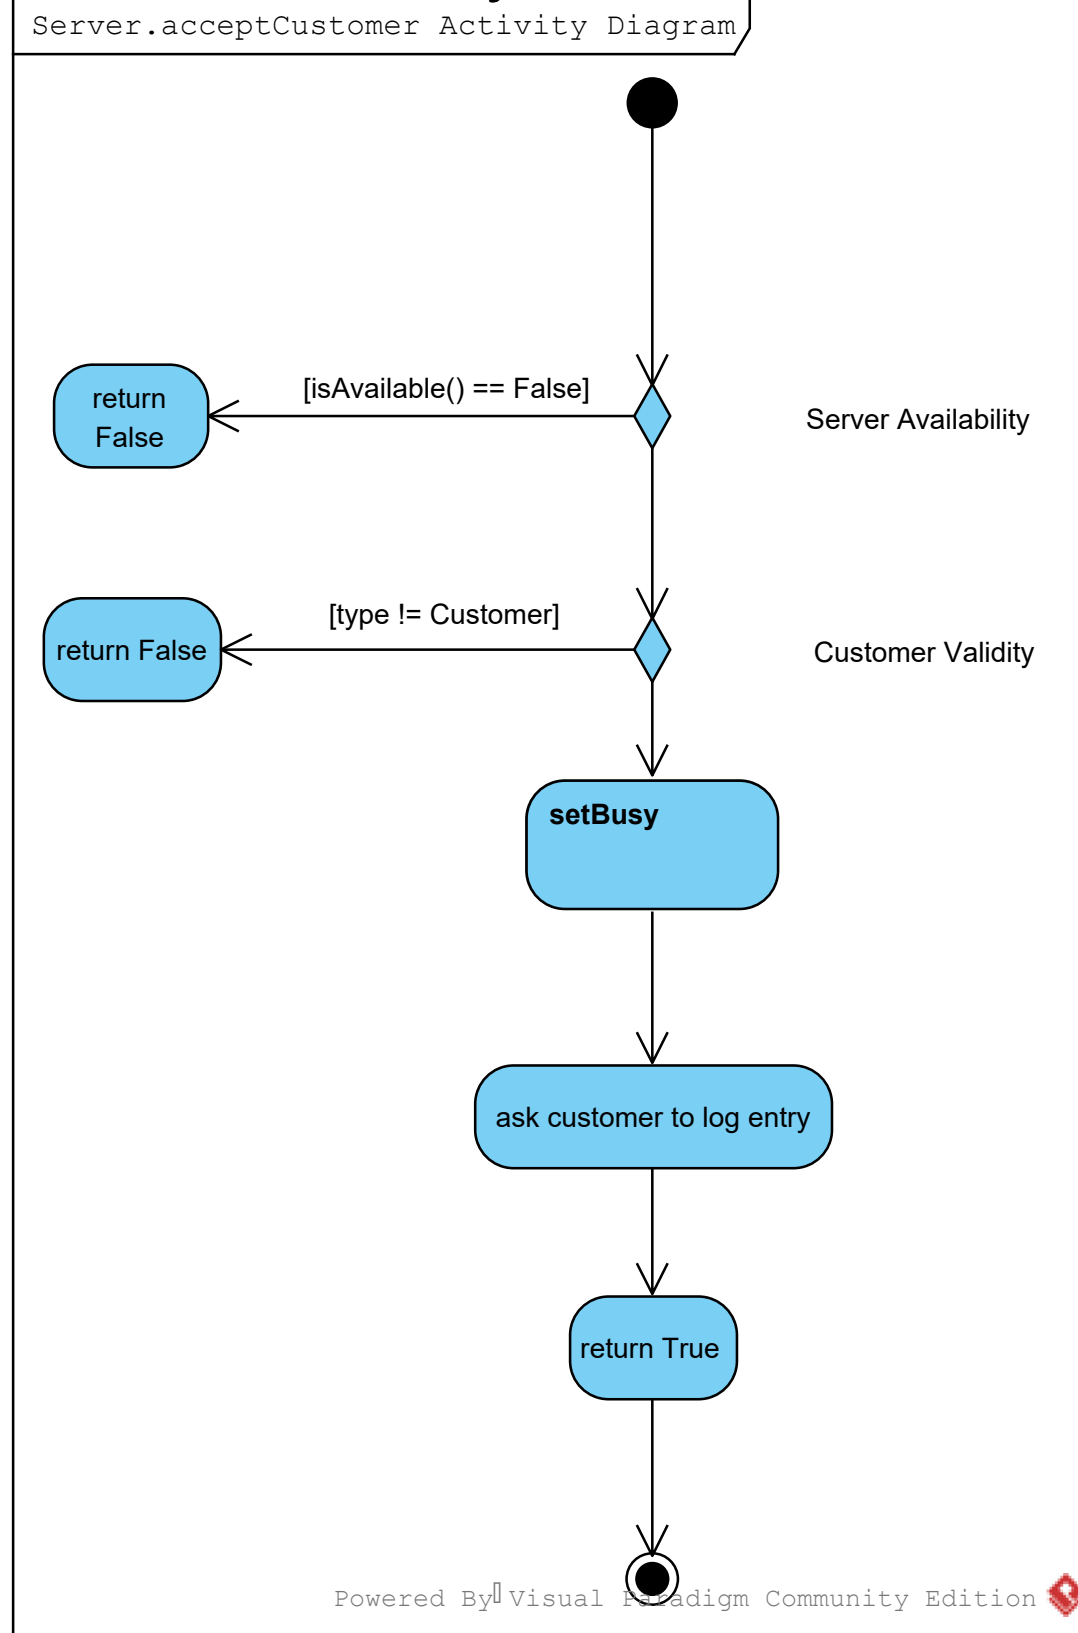 Server.acceptCustomer Activity Diagram
[isAvailable() == False]
return
False
Server Availability
[type != Customer]
return False
Customer Validity
setBusy
ask customer to log entry
return True
Powered By Visual Paradigm Community Edition